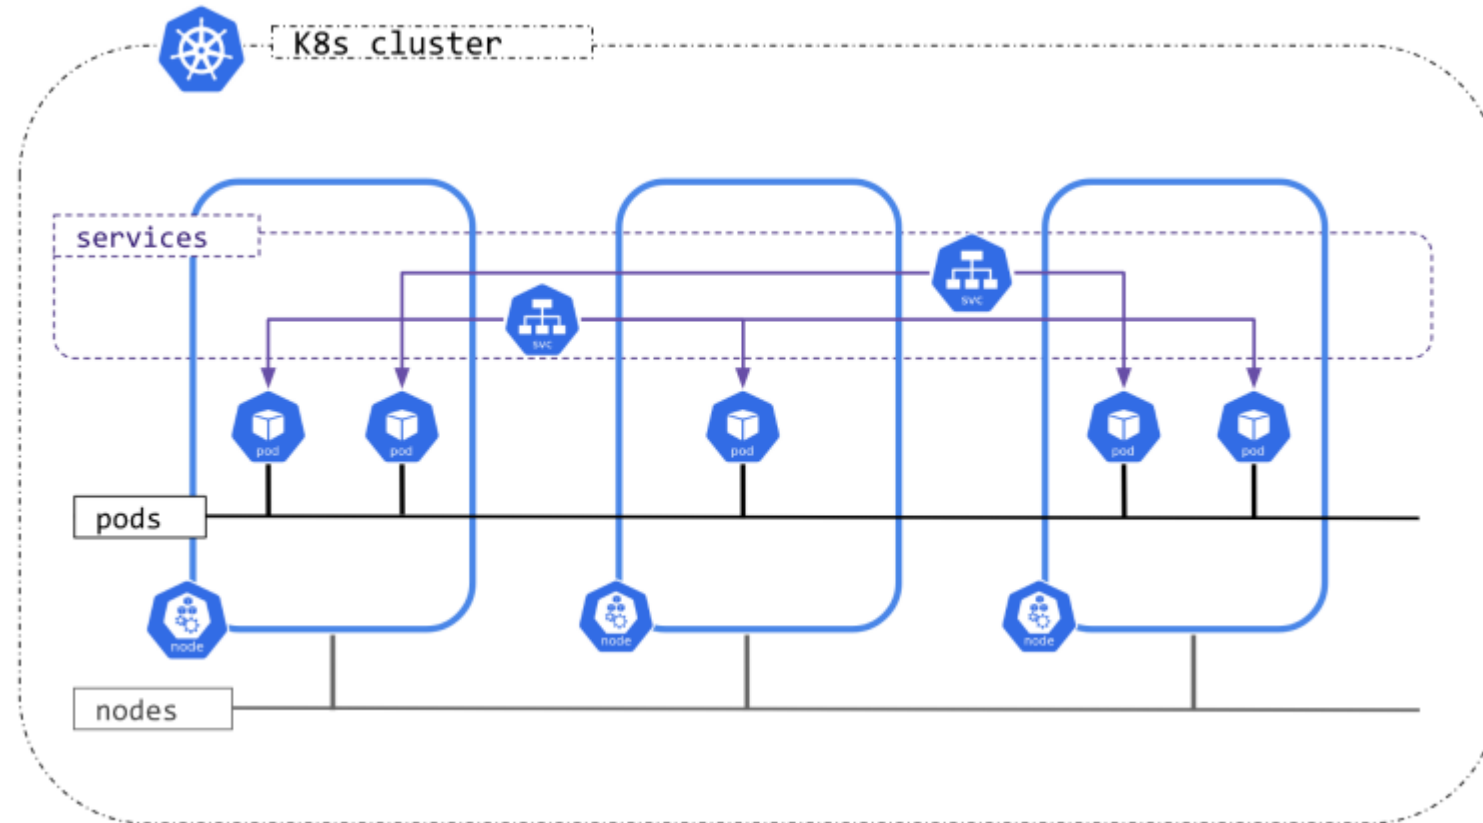 K8s cluster
services
svc
svc
pod
pod
pod
pod
pod
pods
node
node
node
nodes